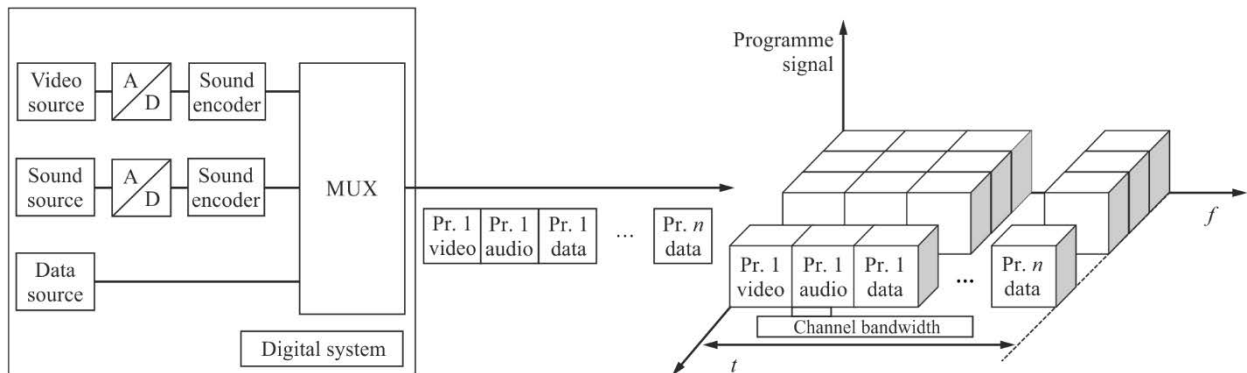 Video
source
A
D
Sound
encoder
Sound
source
A
D
Sound
encoder
Data
source
MUX
Digital system
Pr. 1
video
Pr. 1
audio
Pr. 1
data
...
Pr. n
data
Programme
signal
f
Pr. 1
video
Pr. 1
audio
Pr. 1
data
...
Pr. n
data
Channel bandwidth
t